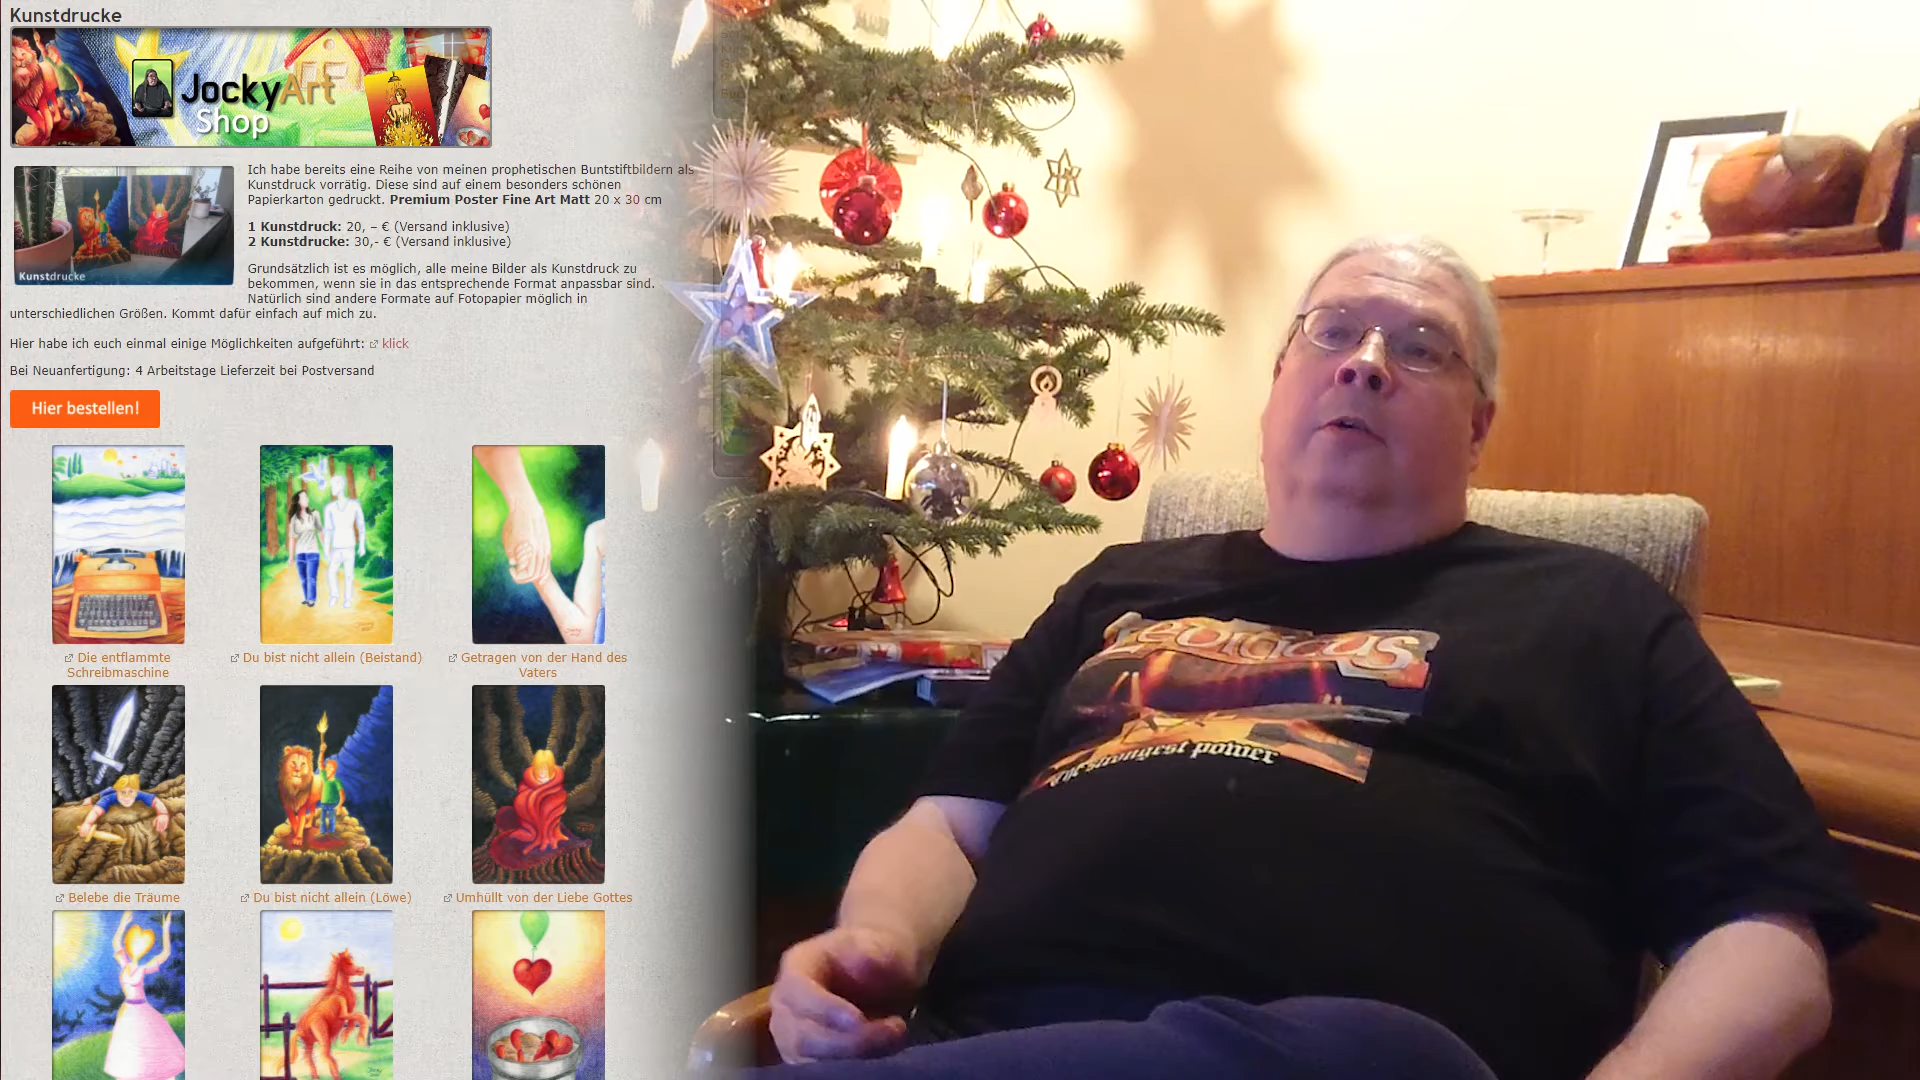 Kunstdrucke
JockyArt
Shop
Ich habe bereits eine Reihe von meinen prophetischen Buntstiftbildern als
Kunstdruck vorrätig. Diese sind auf einem besonders schönen
Papierkarton gedruckt. Premium Poster Fine Art Matt 20 x 30 cm
1 Kunstdruck: 20, – € (Versand inklusive)
2 Kunstdrucke: 30,- € (Versand inklusive)
Kunstdrucke
Grundsätzlich ist es möglich, alle meine Bilder als Kunstdruck zu
bekommen, wenn sie in das entsprechende Format anpassbar sind.
Natürlich sind andere Formate auf Fotopapier möglich in
unterschiedlichen Größen. Kommt dafür einfach auf mich zu.
Hier habe ich euch einmal einige Möglichkeiten aufgeführt: klick
Bei Neuanfertigung: 4 Arbeitstage Lieferzeit bei Postversand
Hier bestellen!
Die entflammte
Schreibmaschine
Du bist nicht allein (Beistand)
Getragen von der Hand des
Vaters
Belebe die Träume
Du bist nicht allein (Löwe)
Umhüllt von der Liebe Gottes
power